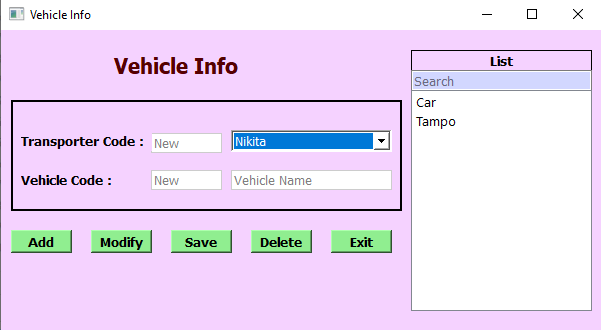 Vehicle Info
Vehicle Info
Transporter Code : New Nikita
Vehicle Code : New Vehicle Name
Add Modify Save Delete Exit
List
Search
Car
Tampo